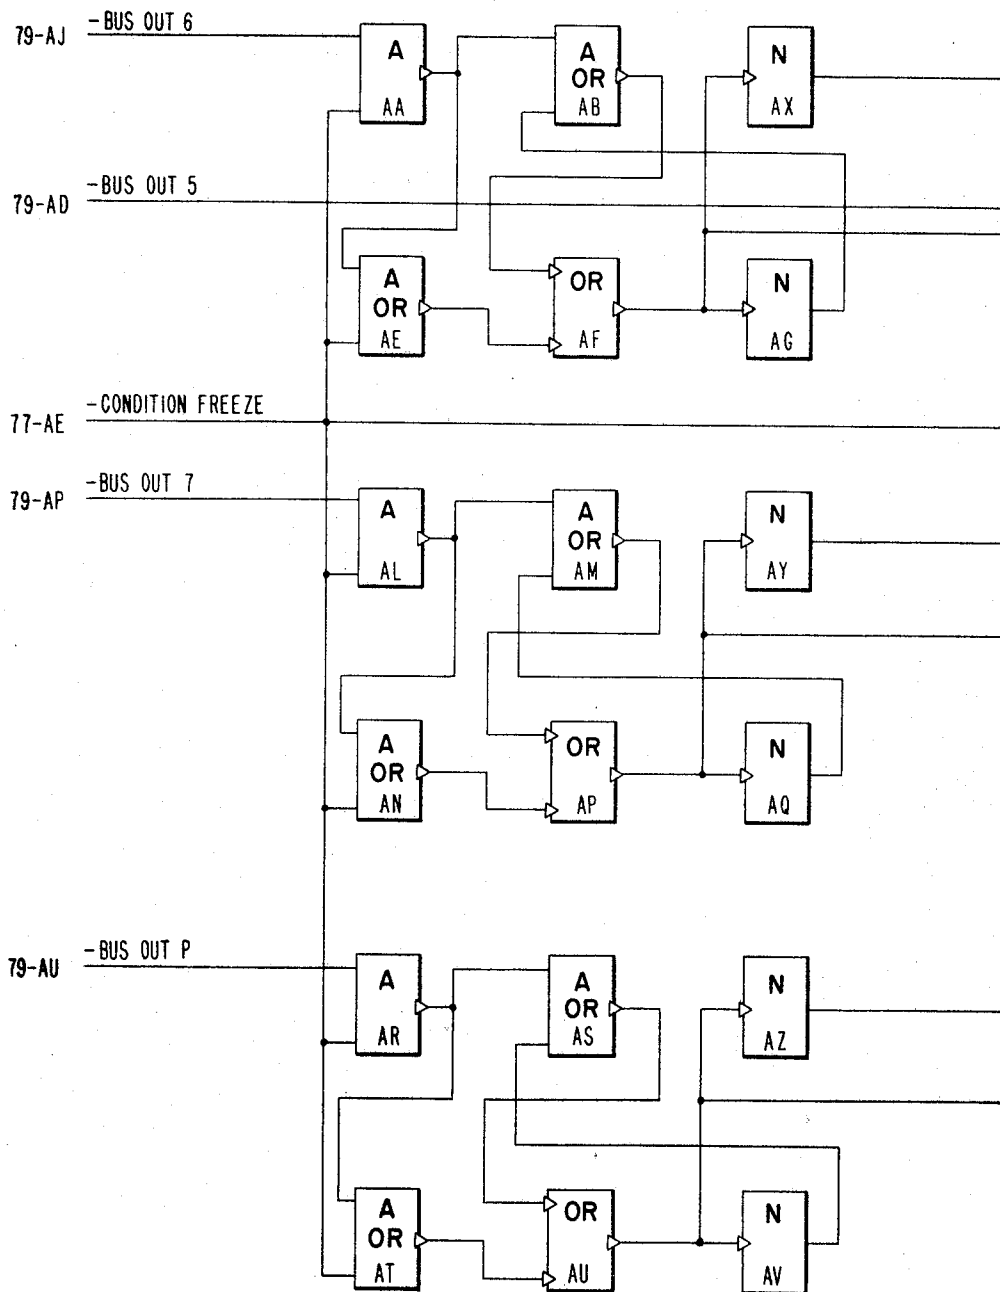 79-AJ -BUS OUT 6
A
AA
A
OR
AB
N
AX
79-AD -BUS OUT 5
A
OR
AE
OR
AF
N
AG
77-AE -CONDITION FREEZE
79-AP -BUS OUT 7
A
AL
A
OR
AM
N
AY
A
OR
AN
OR
AP
N
AQ
79-AU -BUS OUT P
A
AR
A
OR
AS
N
AZ
A
OR
AT
OR
AU
N
AV